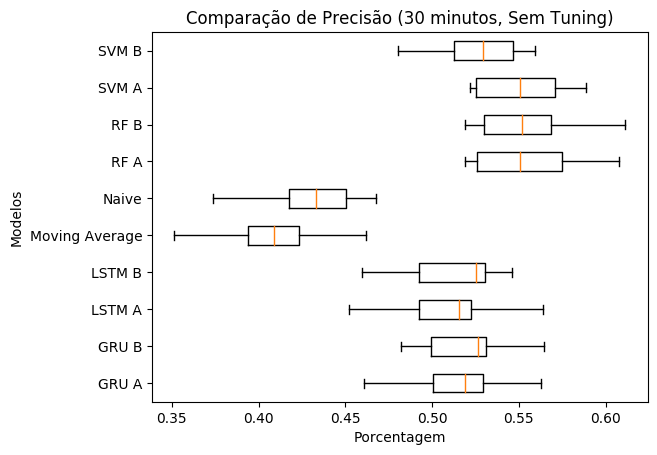 Comparação de Precisão (30 minutos, Sem Tuning)
SVM B
SVM A
RF B
RF A
Naive
Moving Average
LSTM B
LSTM A
GRU B
GRU A
Modelos
0.35 0.40 0.45 0.50 0.55 0.60
Porcentagem